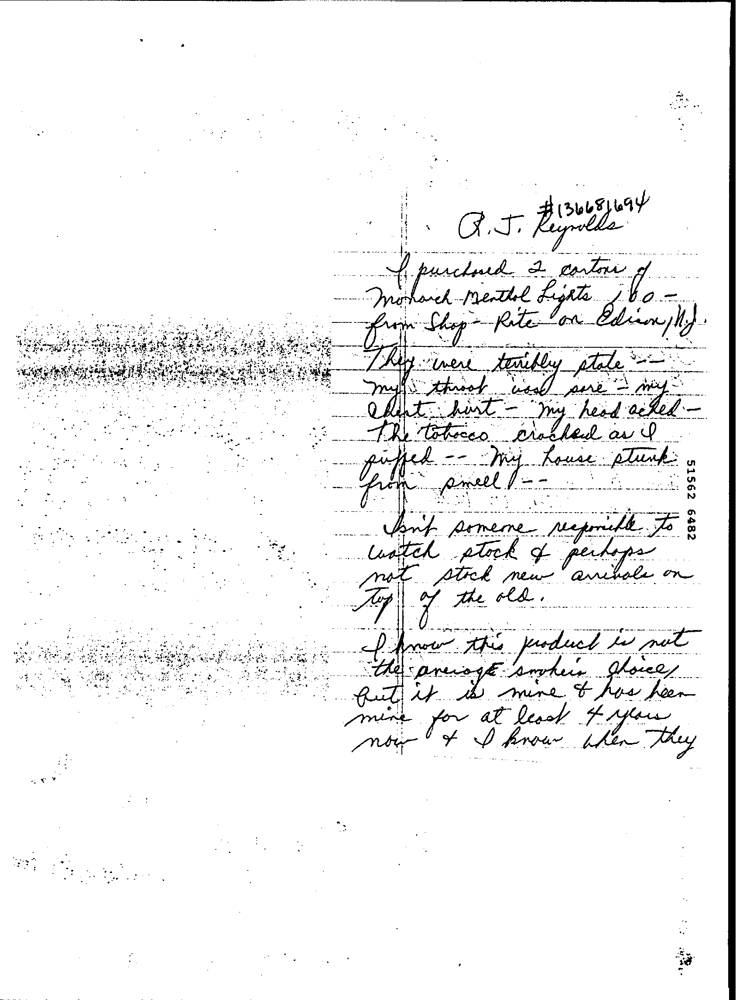 #136681694
R.J. Reynolds
I purchased 2 cartons of
Monarch Menthol Lights 100 -
from Shop-Rite on Edison, NJ.
They were terribly stale --
my throat was sore - my
chest hurt - my head ached -
The tobacco cracked as I
puffed -- my house stunk
from smell --
Isn't someone responsible to
watch stock & perhaps
not stock new arrivals on
top of the old.
I know this product is not
the average smokers choice,
but it is mine & has been
mine for at least 4 years
now & I know when they
51562 6482